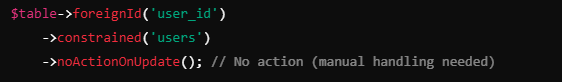 $table->foreignId('user_id')
->constrained('users')
->noActionOnUpdate(); // No action (manual handling needed)